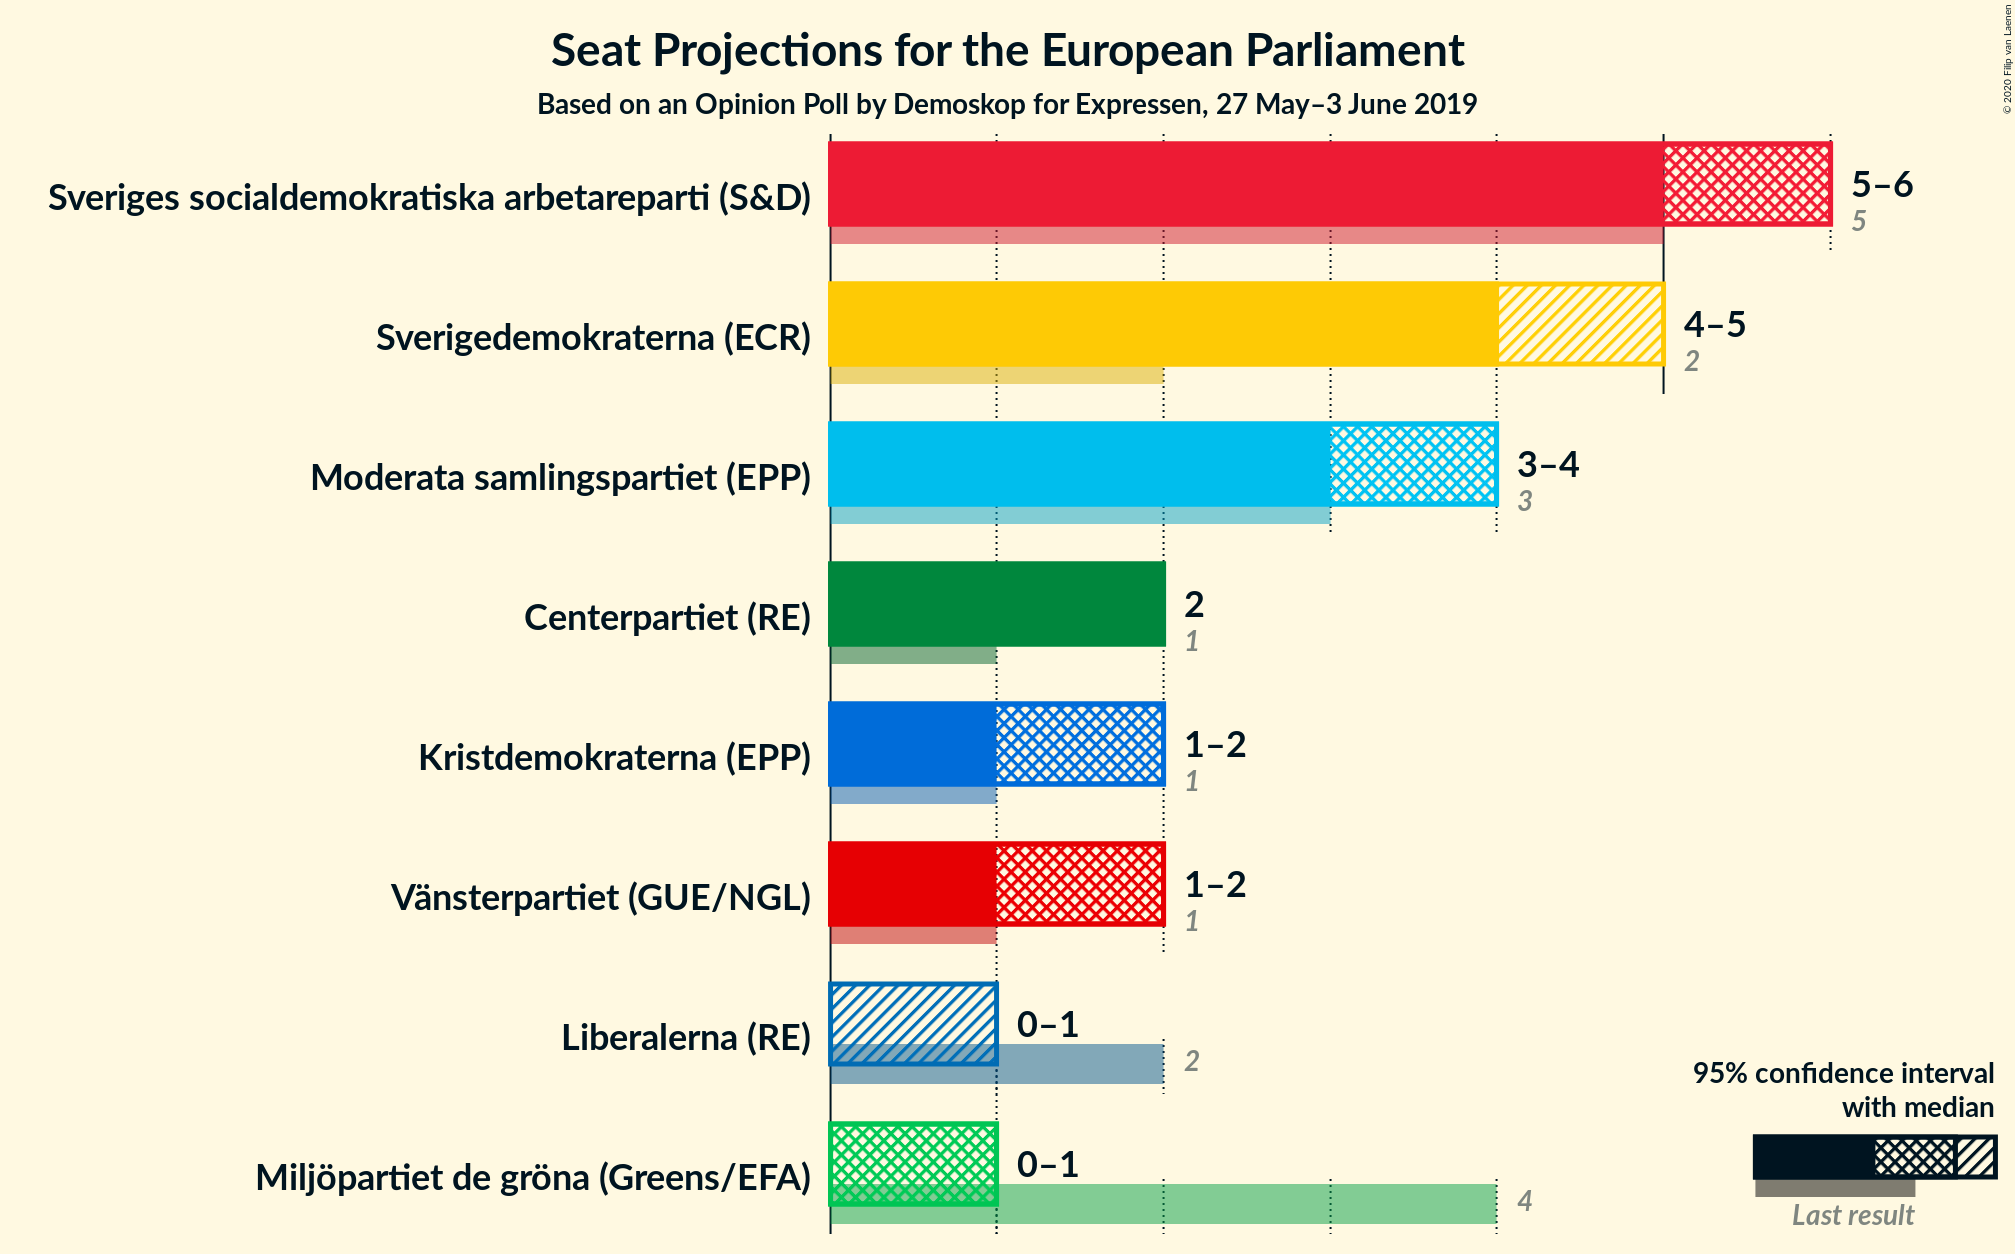 Seat Projections for the European Parliament
Based on an Opinion Poll by Demoskop for Expressen, 27 May–3 June 2019
© 2020 Filip van Laenen
Sveriges socialdemokratiska arbetareparti (S&D)
5–6
5
Sverigedemokraterna (ECR)
4–5
2
Moderata samlingspartiet (EPP)
3–4
3
Centerpartiet (RE)
2
1
Kristdemokraterna (EPP)
1–2
1
Vänsterpartiet (GUE/NGL)
1–2
1
Liberalerna (RE)
0–1
2
Miljöpartiet de gröna (Greens/EFA)
0–1
4
95% confidence interval
with median
Last result